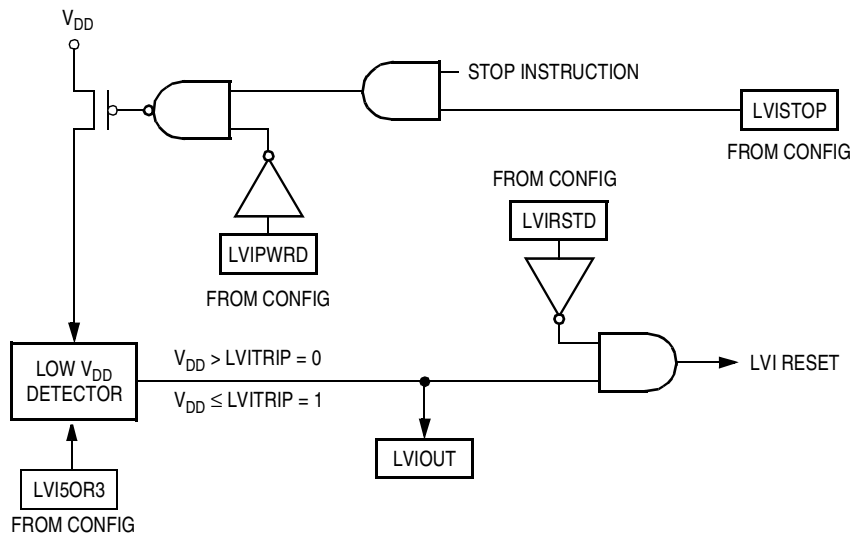 VDD
STOP INSTRUCTION
LVISTOP
FROM CONFIG
FROM CONFIG
LVIRSTD
LVIPWRD
FROM CONFIG
LOW VDD
DETECTOR
VDD > LVITRIP = 0
VDD ≤ LVITRIP = 1
LVI RESET
LVIOUT
LVI5OR3
FROM CONFIG